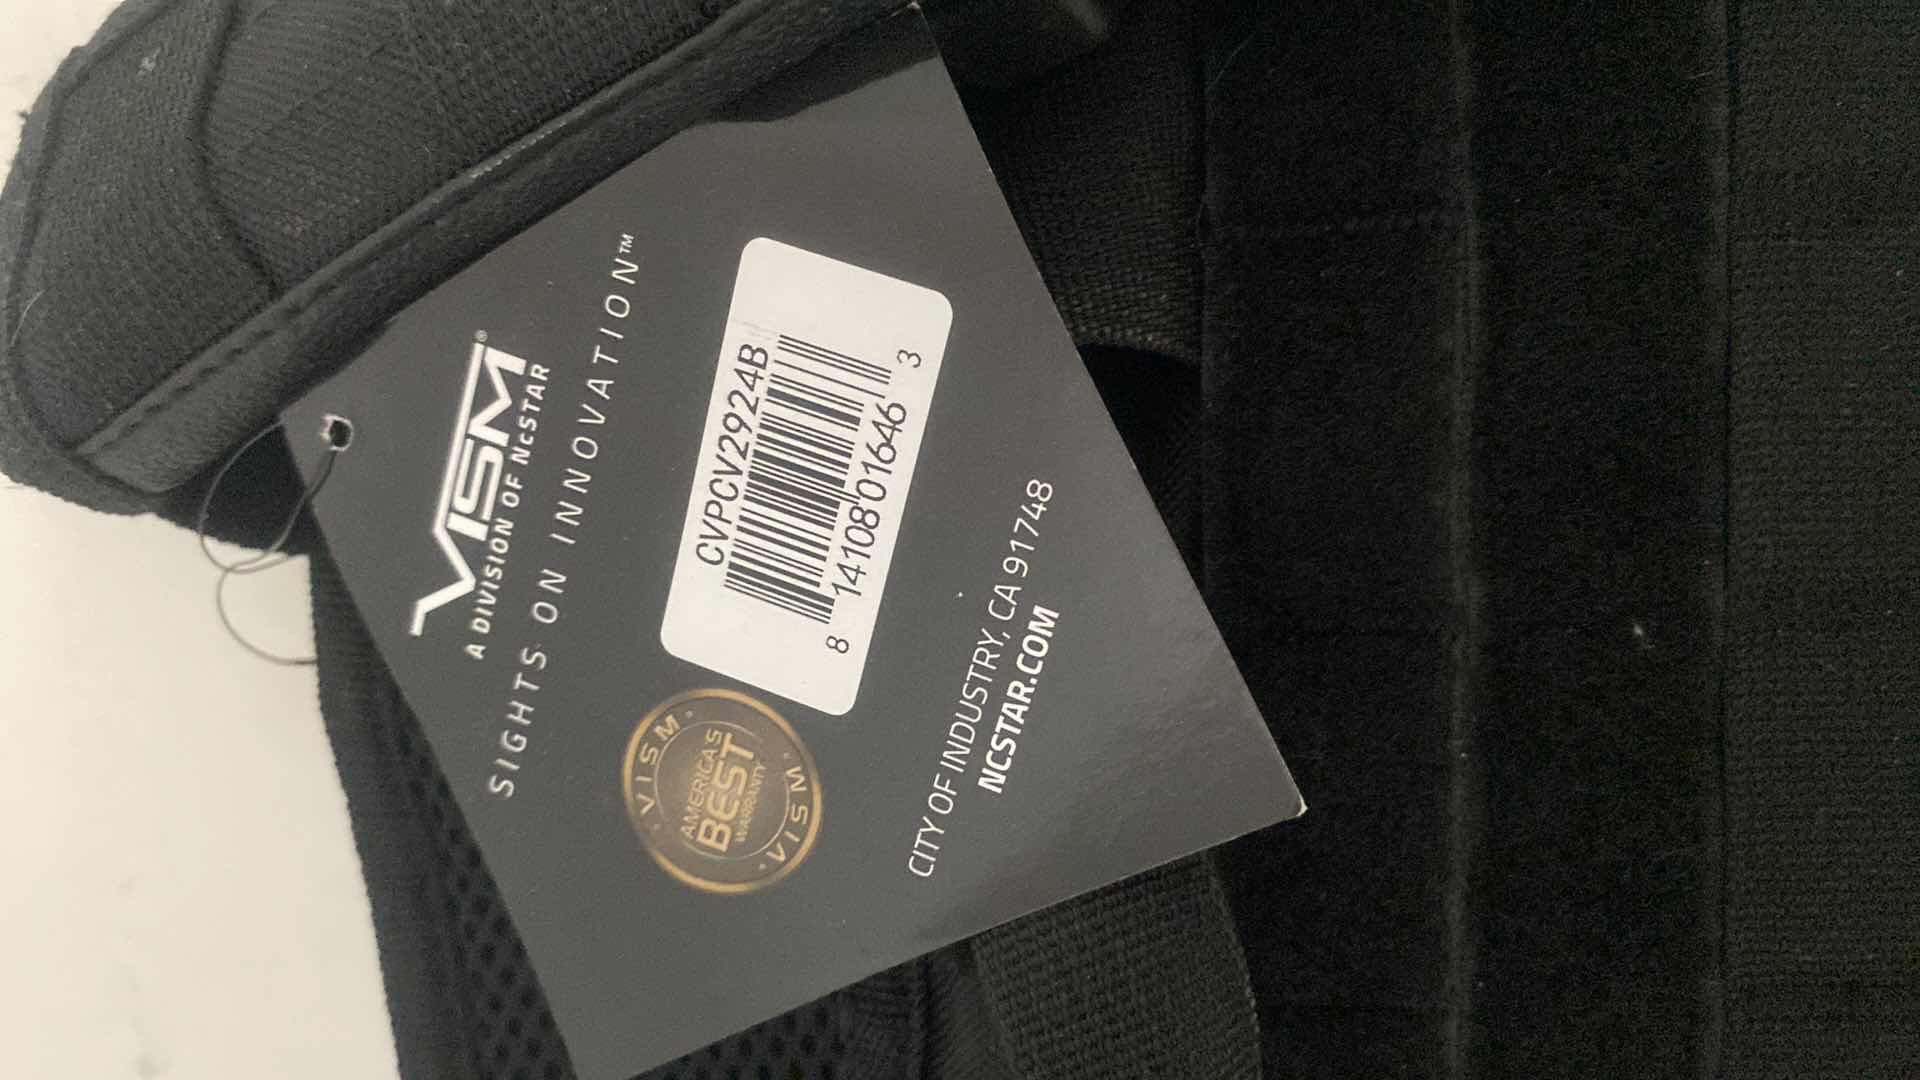 VISM®
A DIVISION OF NcSTAR
SIGHTS ON INNOVATION™
CVPCV2924B
8 14108 01646 3
VISM
AMERICA'S
BEST
WARRANTY
VISM
CITY OF INDUSTRY, CA 91748
NCSTAR.COM